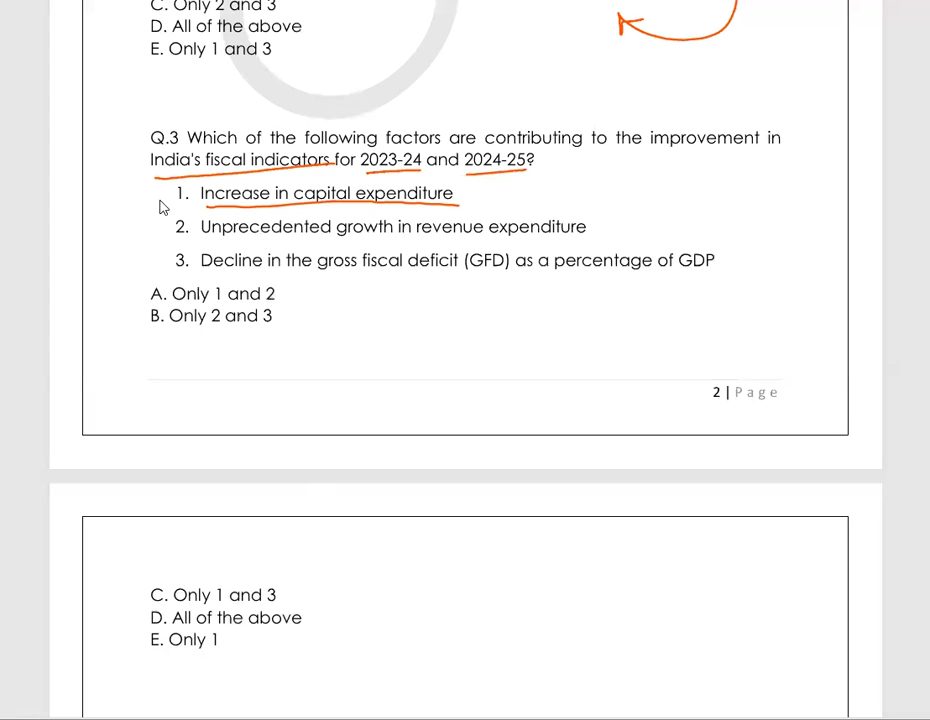 C. Only 2 and 3
D. All of the above
E. Only 1 and 3
Q.3 Which of the following factors are contributing to the improvement in
India's fiscal indicators for 2023-24 and 2024-25?
1. Increase in capital expenditure
2. Unprecedented growth in revenue expenditure
3. Decline in the gross fiscal deficit (GFD) as a percentage of GDP
A. Only 1 and 2
B. Only 2 and 3
2 | P a g e
C. Only 1 and 3
D. All of the above
E. Only 1